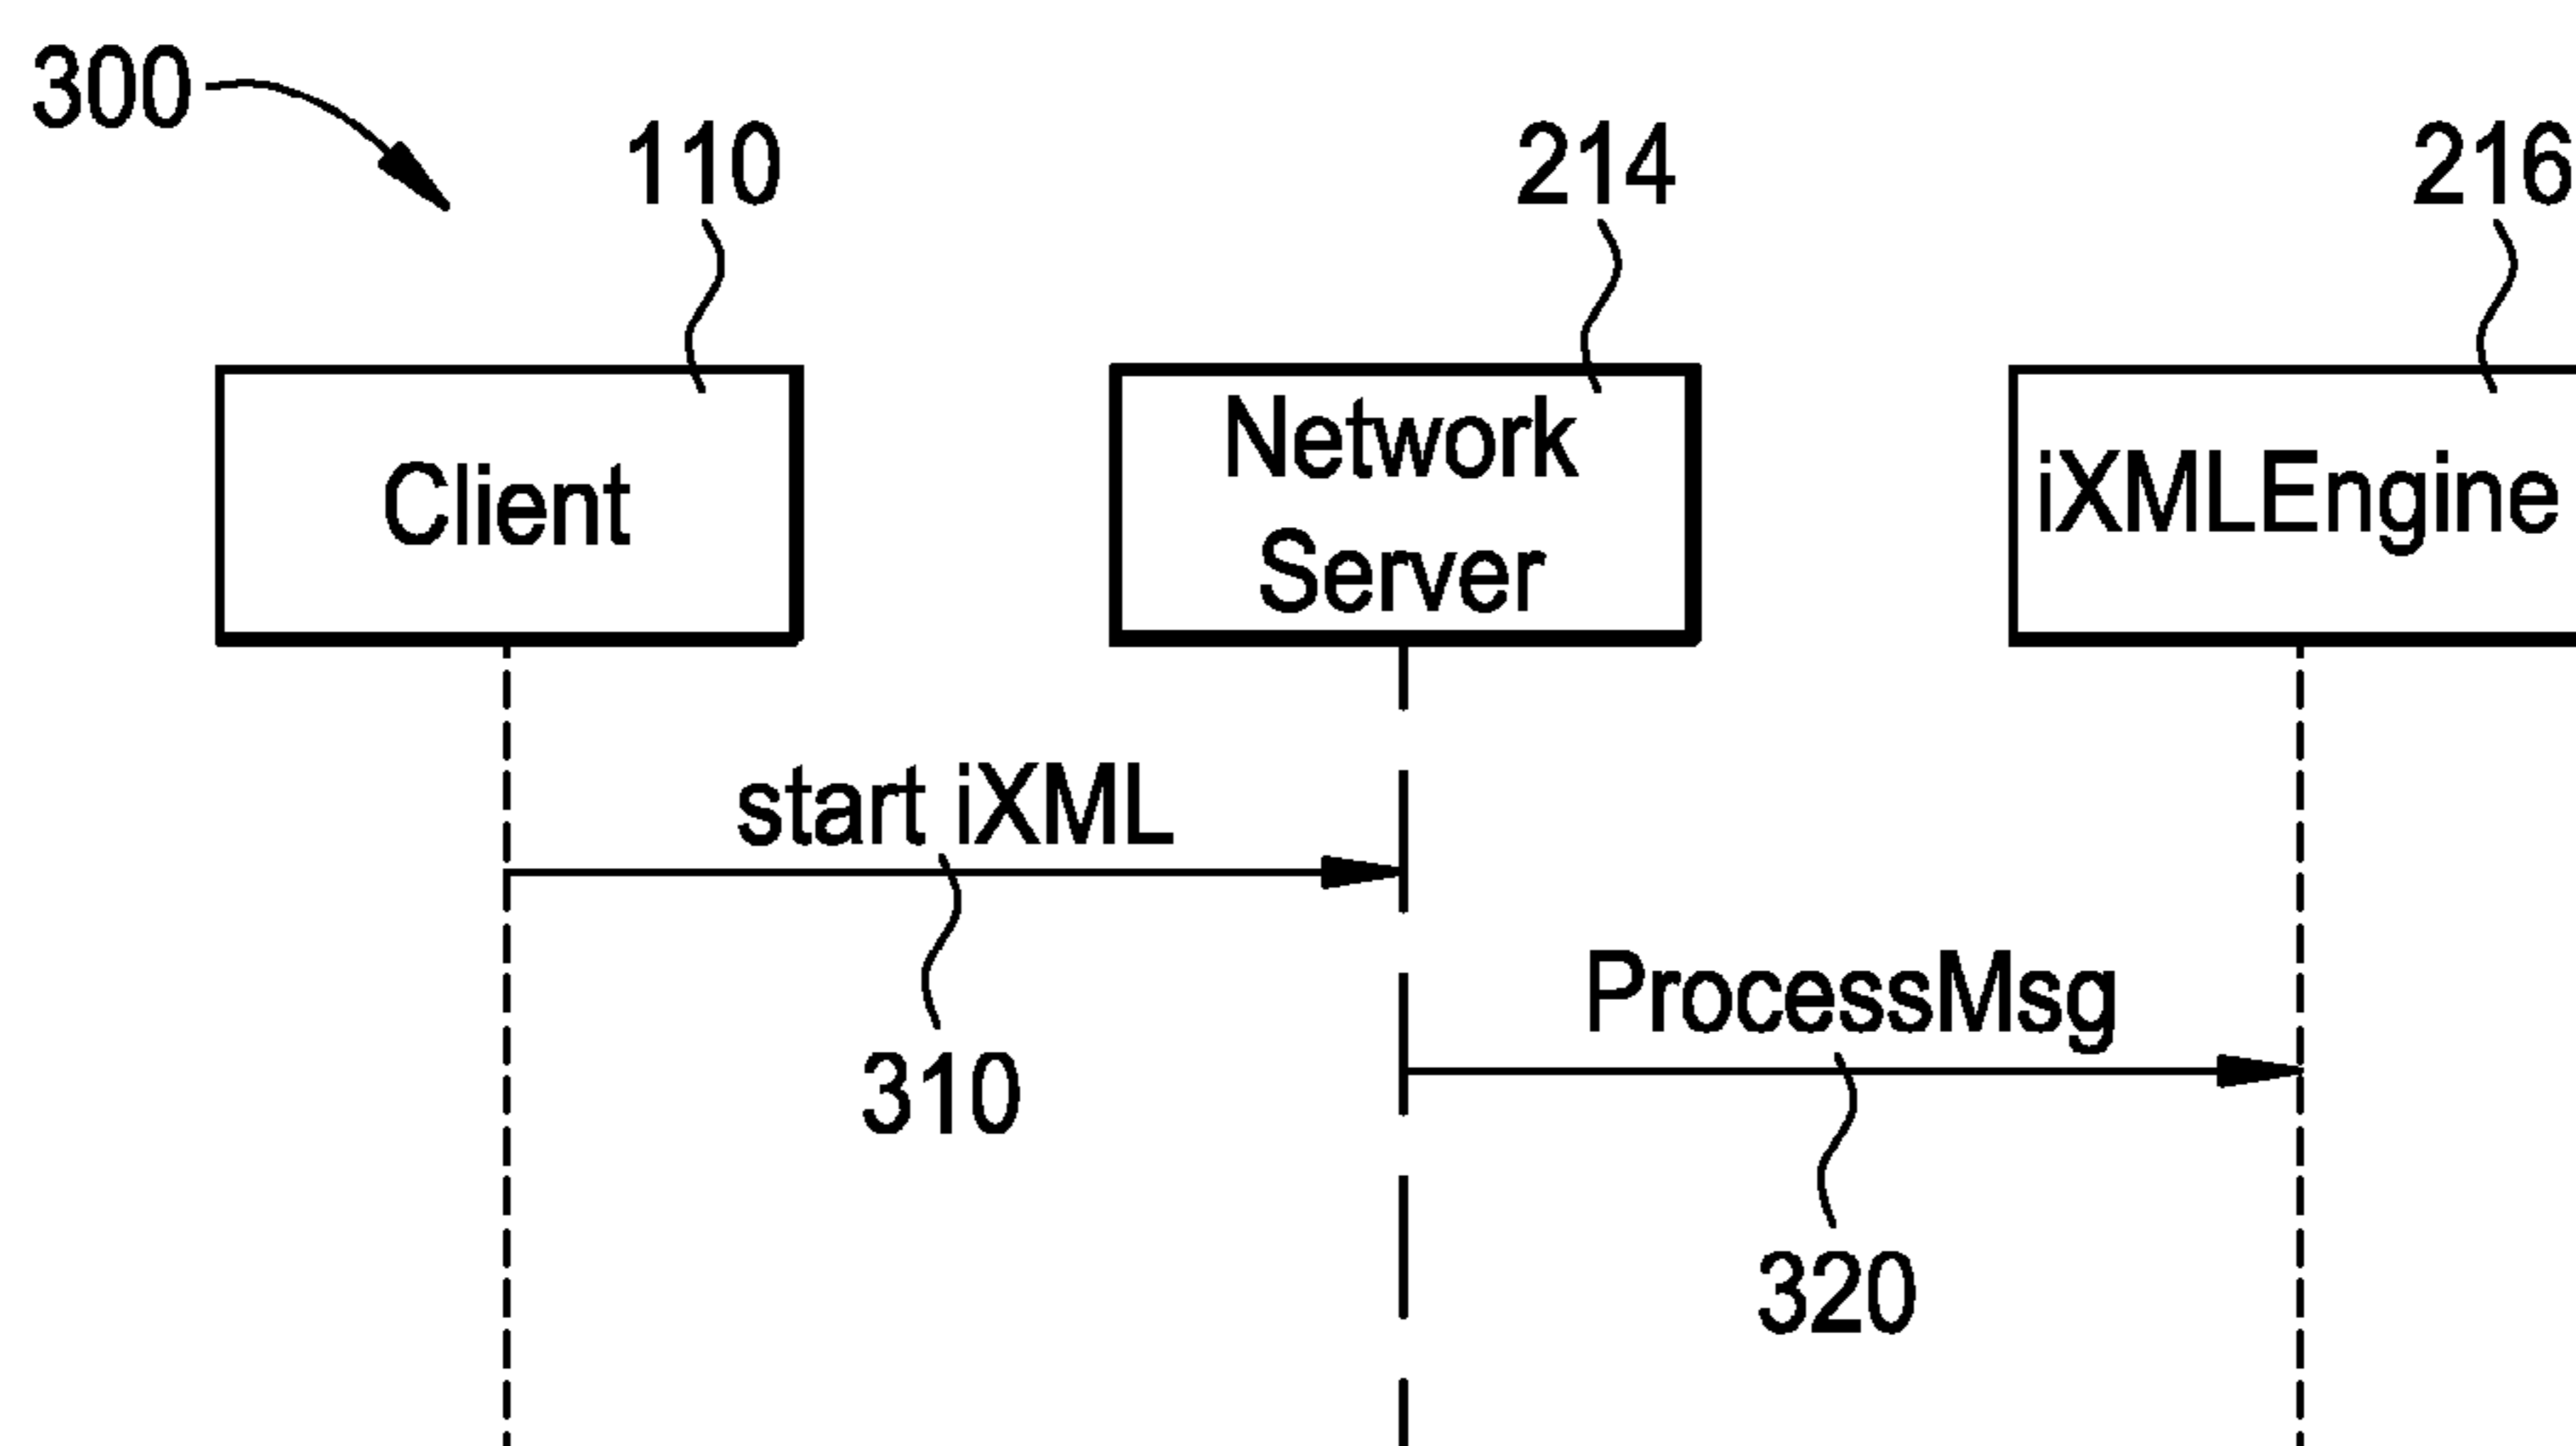 300
110
214
216
Client
Network
Server
iXMLEngine
start iXML
310
ProcessMsg
320